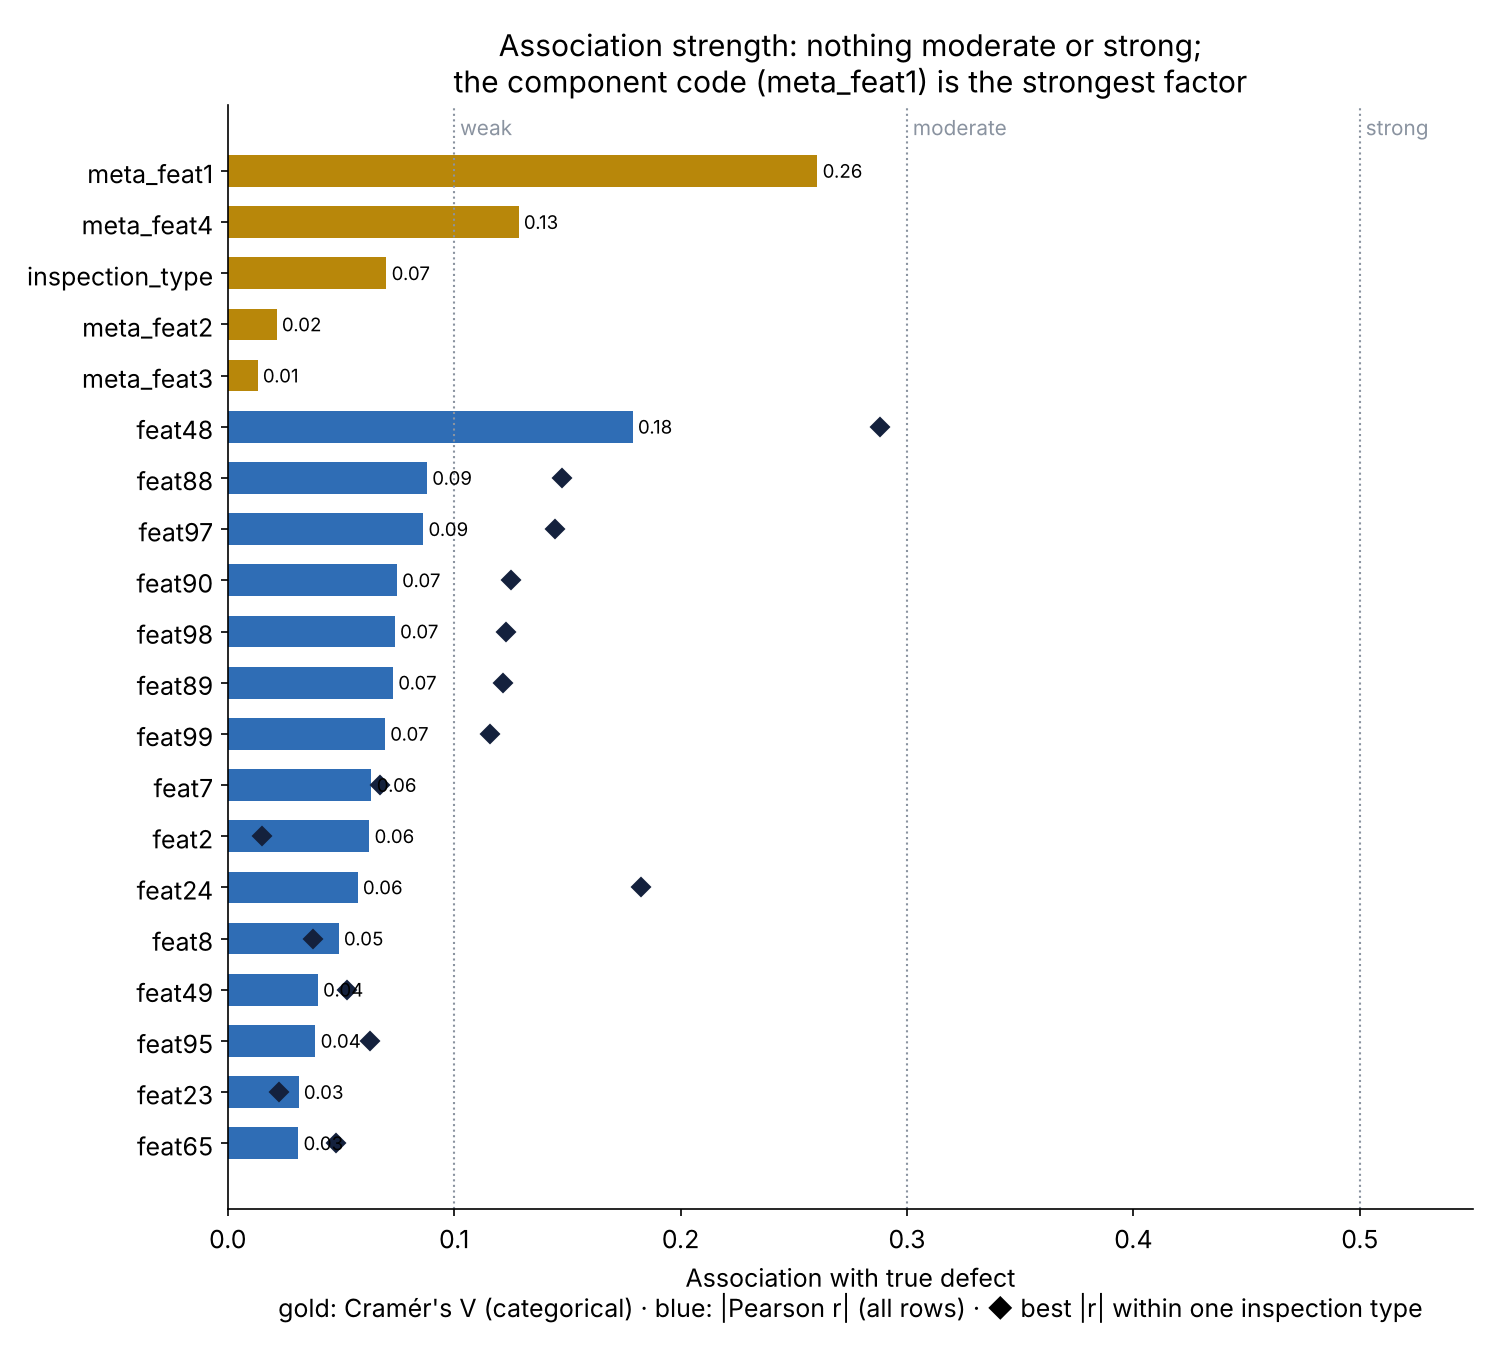 Association strength: nothing moderate or strong;
the component code (meta_feat1) is the strongest factor
weak
moderate
strong
meta_feat1
0.26
meta_feat4
0.13
inspection_type
0.07
meta_feat2
0.02
meta_feat3
0.01
feat48
0.18
feat88
0.09
feat97
0.09
feat90
0.07
feat98
0.07
feat89
0.07
feat99
0.07
feat7
0.06
feat2
0.06
feat24
0.06
feat8
0.05
feat49
0.04
feat95
0.04
feat23
0.03
feat65
0.0 0.1 0.2 0.3 0.4 0.5
Association with true defect
gold: Cramér's V (categorical) · blue: |Pearson r| (all rows) · ◆ best |r| within one inspection type